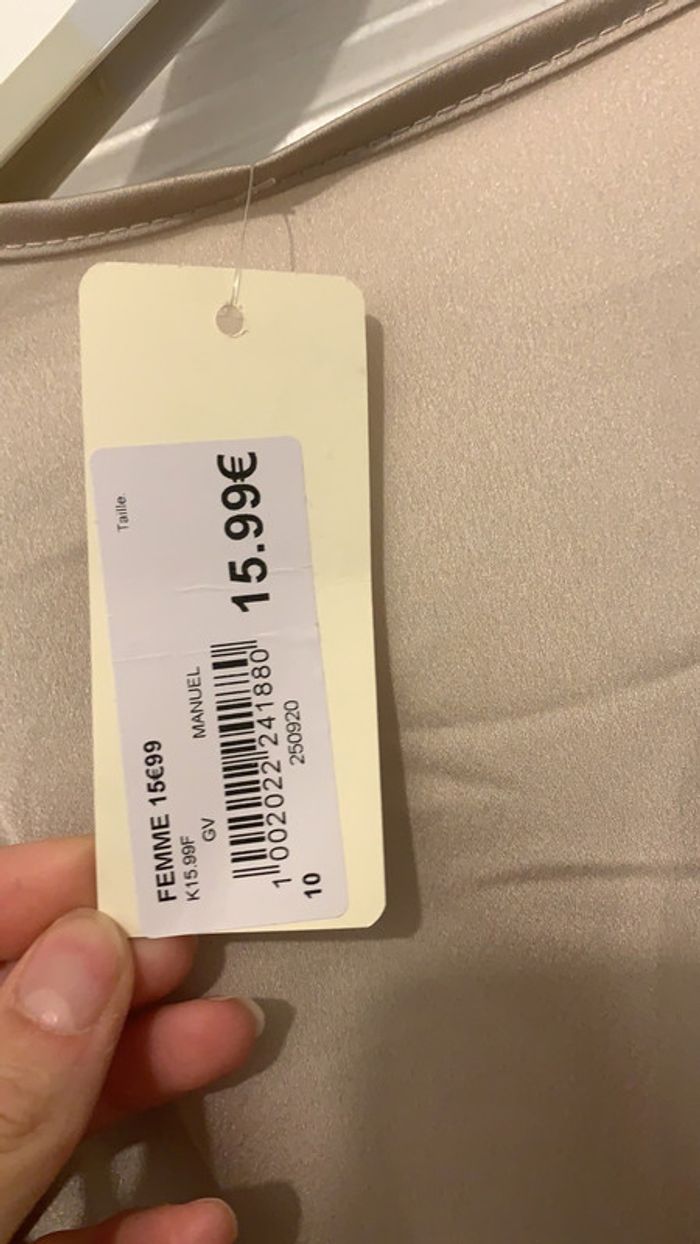 Taille.
FEMME 15€99
K15.99F
GV MANUEL
15.99€
1 002022 241880
250920
10